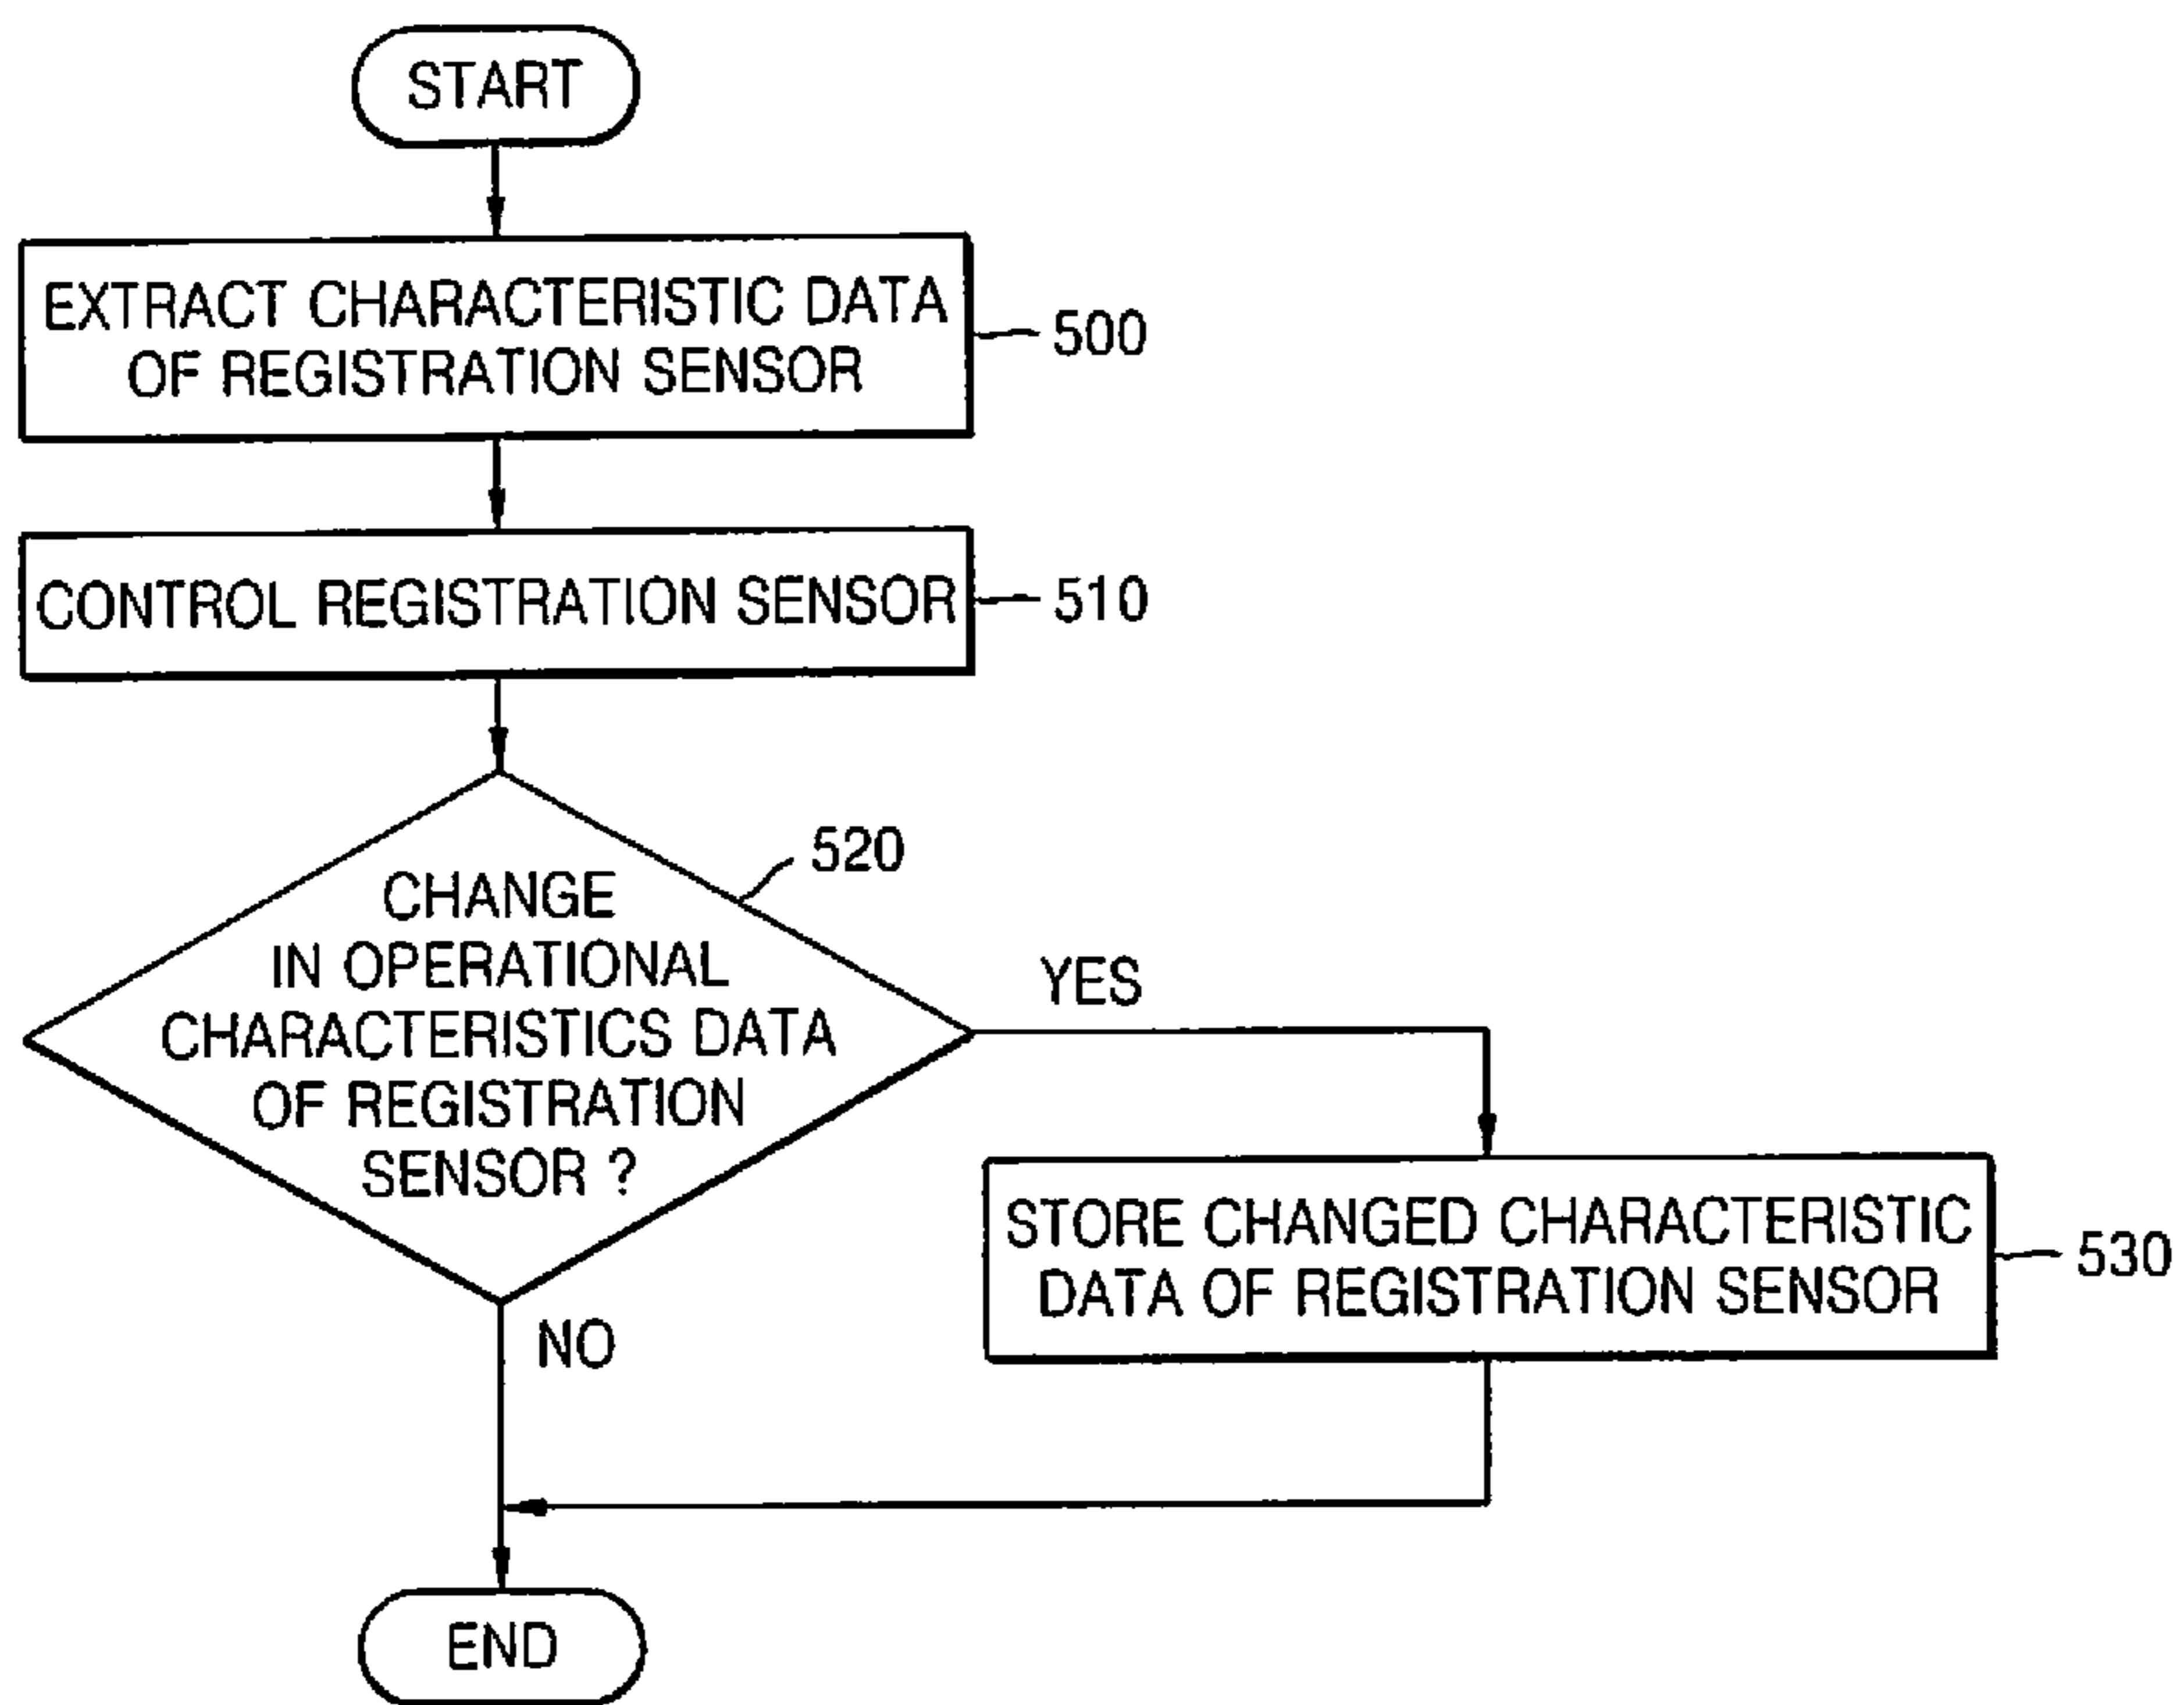 START
EXTRACT CHARACTERISTIC DATA
OF REGISTRATION SENSOR
500
CONTROL REGISTRATION SENSOR
510
520
CHANGE
IN OPERATIONAL
CHARACTERISTICS DATA
OF REGISTRATION
SENSOR ?
YES
STORE CHANGED CHARACTERISTIC
DATA OF REGISTRATION SENSOR
530
NO
END